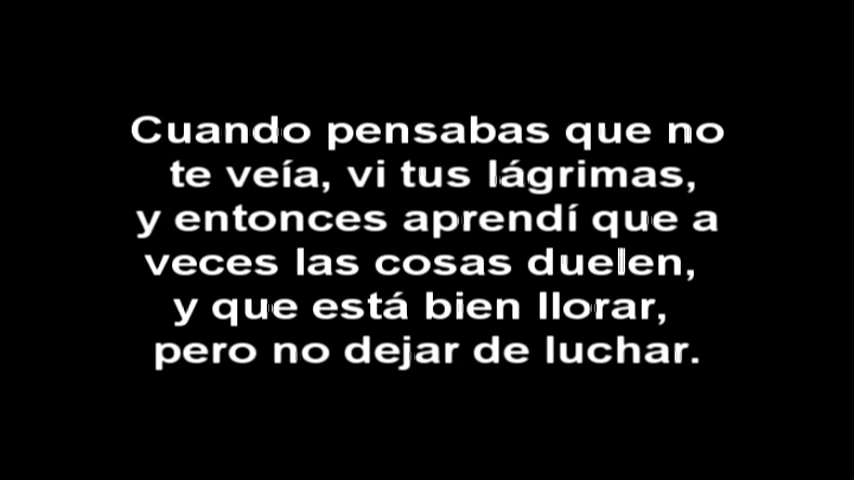 Cuando pensabas que no
te veía, vi tus lágrimas,
y entonces aprendí que a
veces las cosas duelen,
y que está bien llorar,
pero no dejar de luchar.